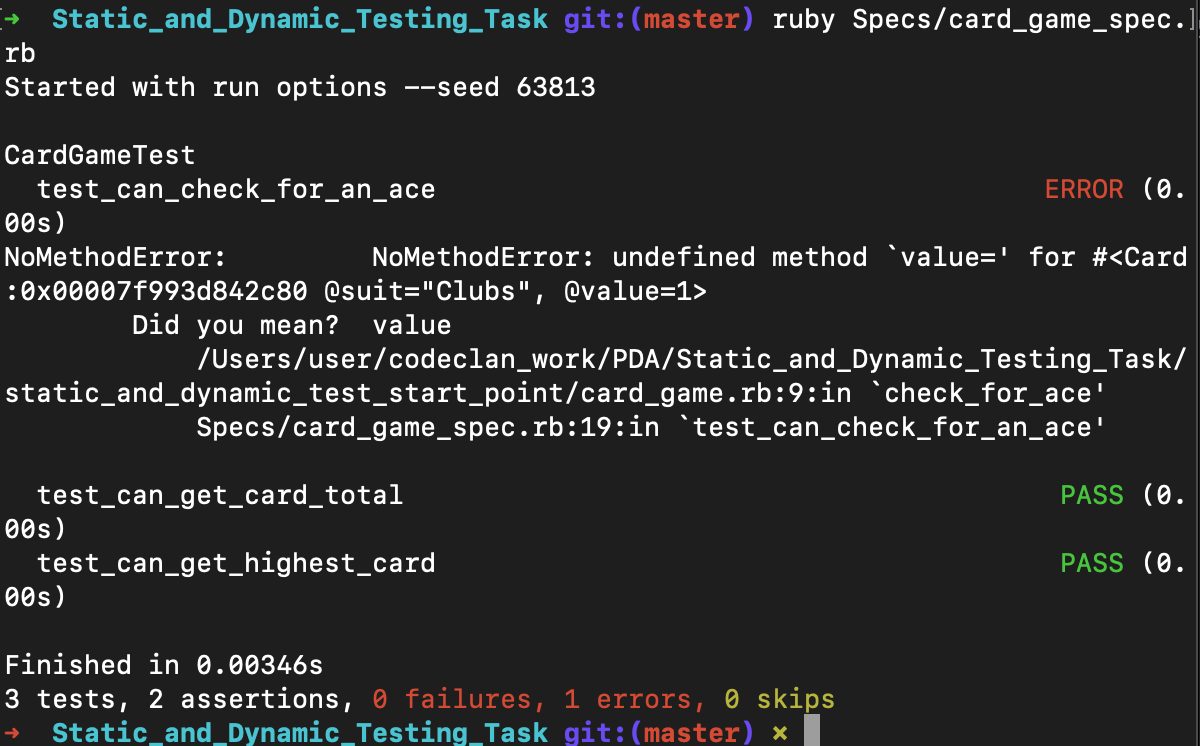 [➜  Static_and_Dynamic_Testing_Task git:(master) ruby Specs/card_game_spec.]
rb
Started with run options --seed 63813
CardGameTest
  test_can_check_for_an_ace                                      ERROR (0.
00s)
NoMethodError:         NoMethodError: undefined method `value=' for #<Card
:0x00007f993d842c80 @suit="Clubs", @value=1>
        Did you mean?  value
            /Users/user/codeclan_work/PDA/Static_and_Dynamic_Testing_Task/
static_and_dynamic_test_start_point/card_game.rb:9:in `check_for_ace'
            Specs/card_game_spec.rb:19:in `test_can_check_for_an_ace'
  test_can_get_card_total                                         PASS (0.
00s)
  test_can_get_highest_card                                       PASS (0.
00s)
Finished in 0.00346s
3 tests, 2 assertions, 0 failures, 1 errors, 0 skips
➜  Static_and_Dynamic_Testing_Task git:(master) ✗